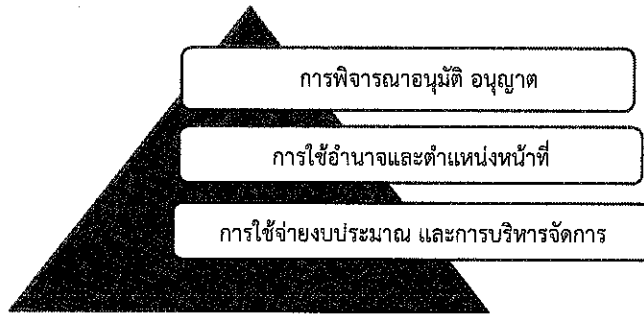 การพิจารณาอนุมัติ อนุญาต
การใช้อำนาจและตำแหน่งหน้าที่
การใช้จ่ายงบประมาณ และการบริหารจัดการ